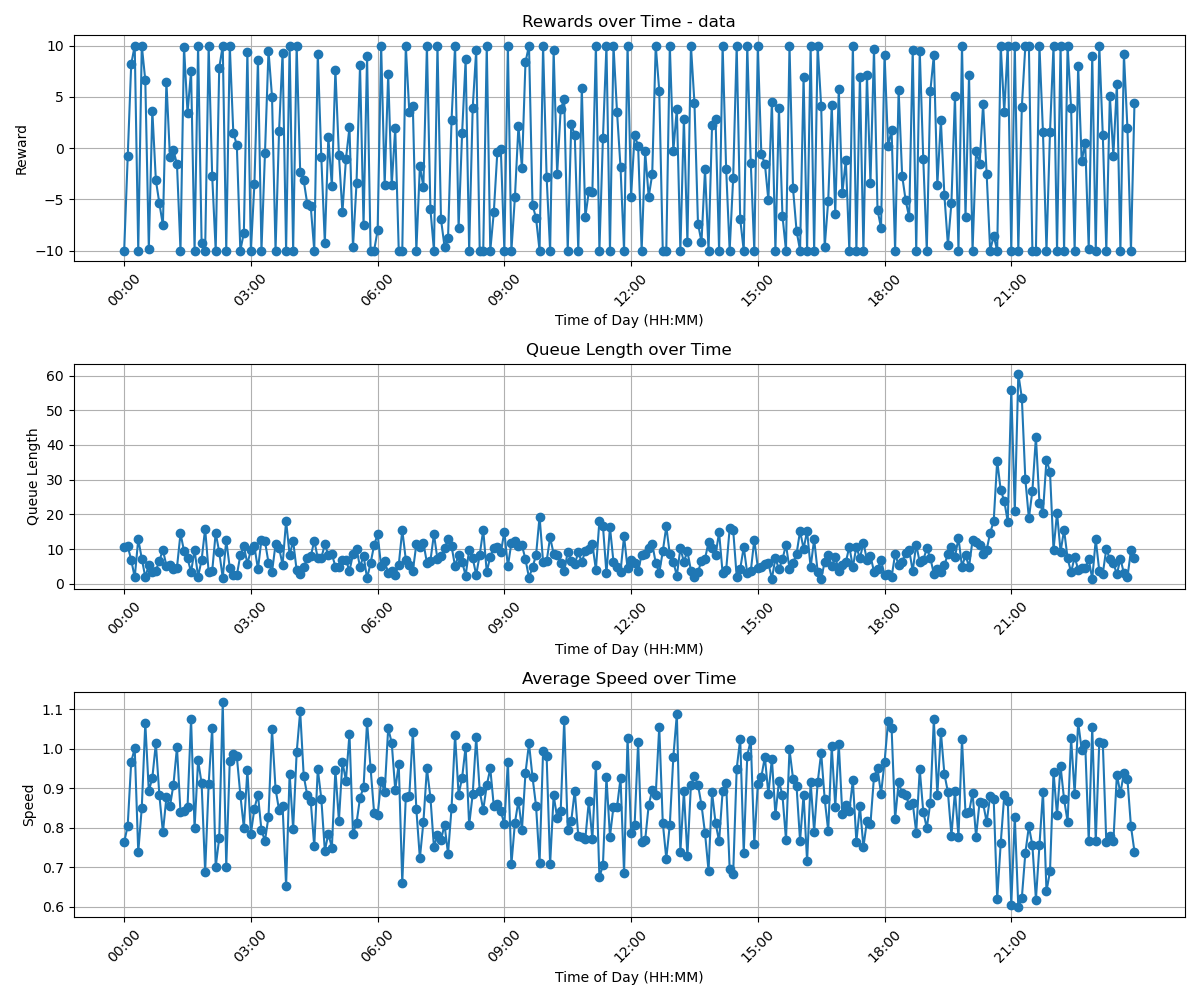 Rewards over Time - data
10
5
0
−5
−10
Reward
00:00 03:00 06:00 09:00 12:00 15:00 18:00 21:00
Time of Day (HH:MM)
Queue Length over Time
60
50
40
30
20
10
0
Queue Length
00:00 03:00 06:00 09:00 12:00 15:00 18:00 21:00
Time of Day (HH:MM)
Average Speed over Time
1.1
1.0
0.9
0.8
0.7
0.6
Speed
00:00 03:00 06:00 09:00 12:00 15:00 18:00 21:00
Time of Day (HH:MM)